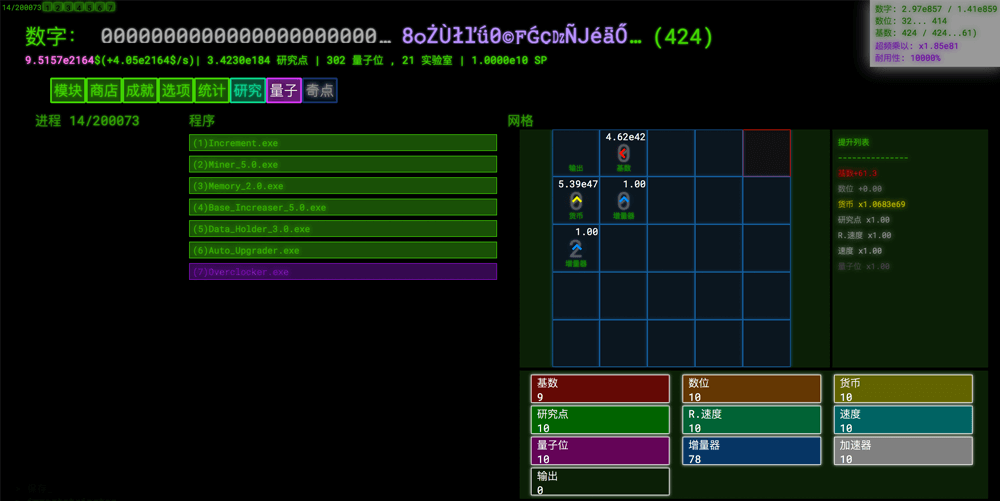 14/200073
数字: 2.97e857 / 1.41e859
数位: 32... 414
基数: 424 / 424...61)
超频乘以: x1.85e81
耐用性: 10000%
数字: 0000000000000000000000… (424)
9.5157e2164$(+4.05e2164$/s)| 3.4230e184 研究点 | 302 量子位 , 21 实验室 | 1.0000e10 SP
模块 商店 成就 选项 统计 研究 量子 奇点
进程 14/200073
程序
(1)Increment.exe
(2)Miner_5.0.exe
(3)Memory_2.0.exe
(4)Base_Increaser_5.0.exe
(5)Data_Holder_3.0.exe
(6)Auto_Upgrader.exe
(7)Overclocker.exe
网格
输出
4.62e42
基数
5.39e47
货币
1.00
增量器
1.00
增量器
提升列表
---------------
数位 +0.00
货币 x1.0683e69
研究点 x1.00
R.速度 x1.00
速度 x1.00
量子位 x1.00
基数
9
数位
10
货币
10
研究点
10
R.速度
10
速度
10
量子位
10
增量器
78
加速器
10
输出
0